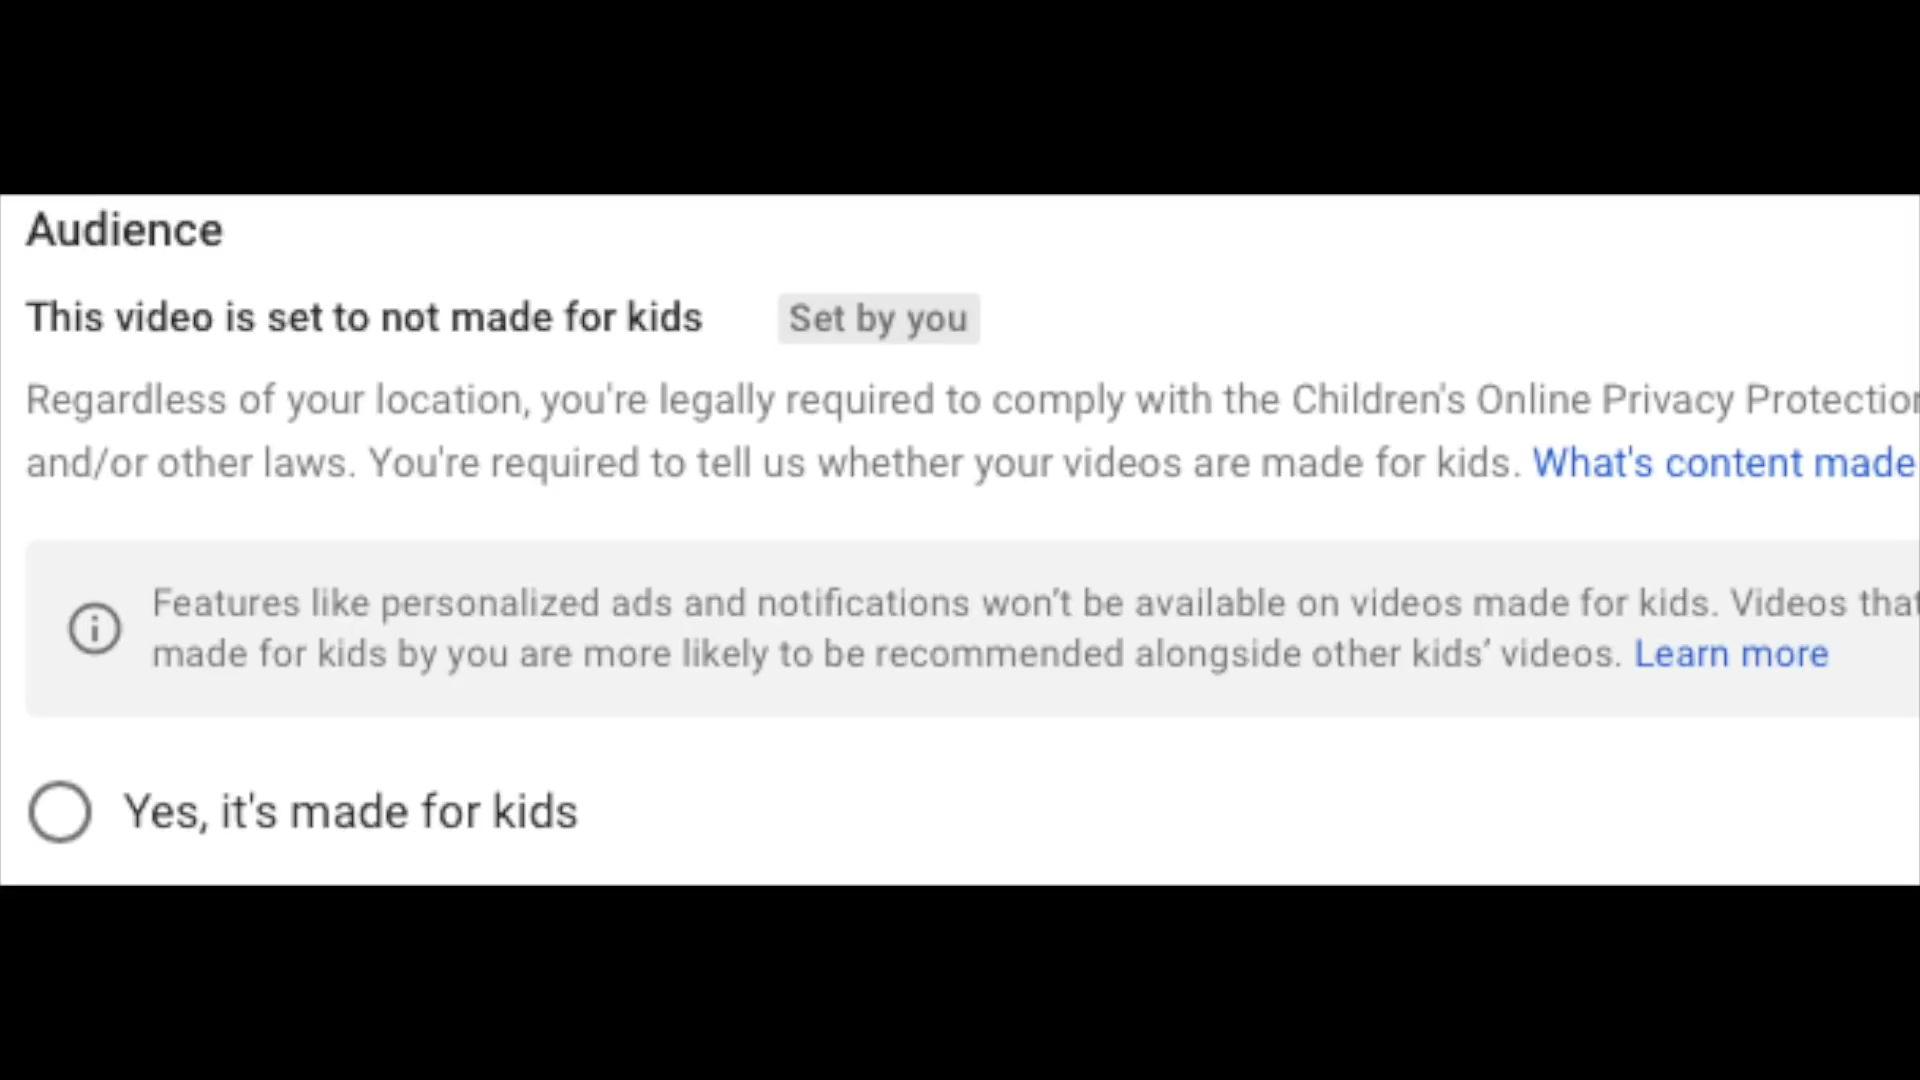 Audience
This video is set to not made for kids Set by you
Regardless of your location, you're legally required to comply with the Children's Online Privacy Protection
and/or other laws. You're required to tell us whether your videos are made for kids. What's content made
Features like personalized ads and notifications won’t be available on videos made for kids. Videos that
made for kids by you are more likely to be recommended alongside other kids’ videos. Learn more
Yes, it's made for kids